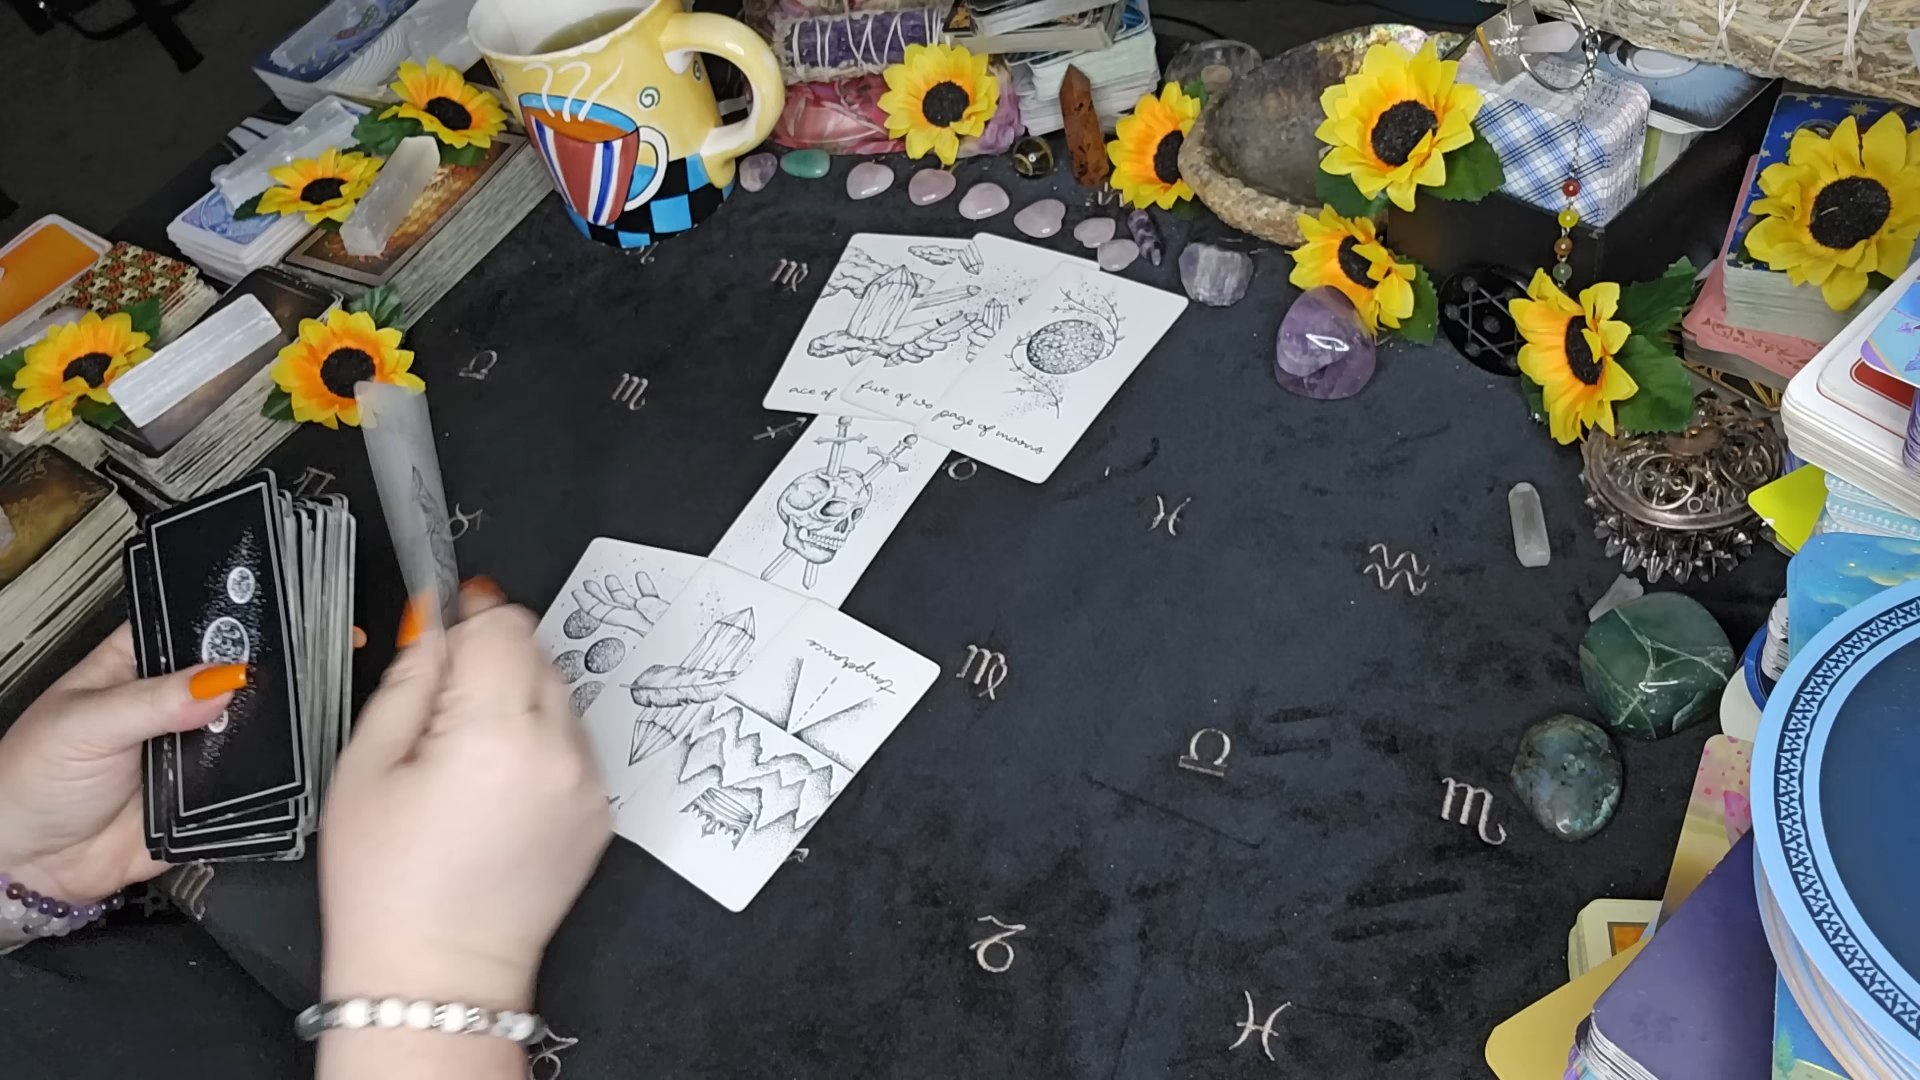 ace of
five of
page of moons
temperance